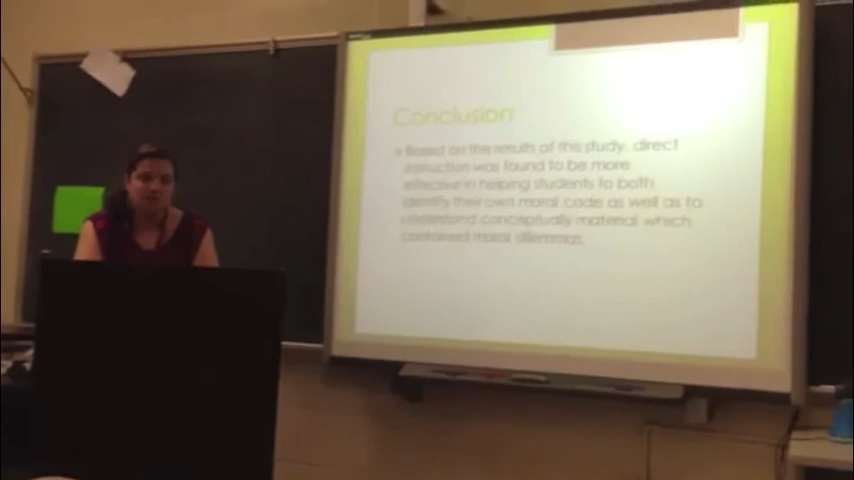 Conclusion
Based on the results of this study, direct
instruction was found to be more
effective in helping students to both
identify their own moral code as well as to
understand conceptually material which
contained moral dilemmas.